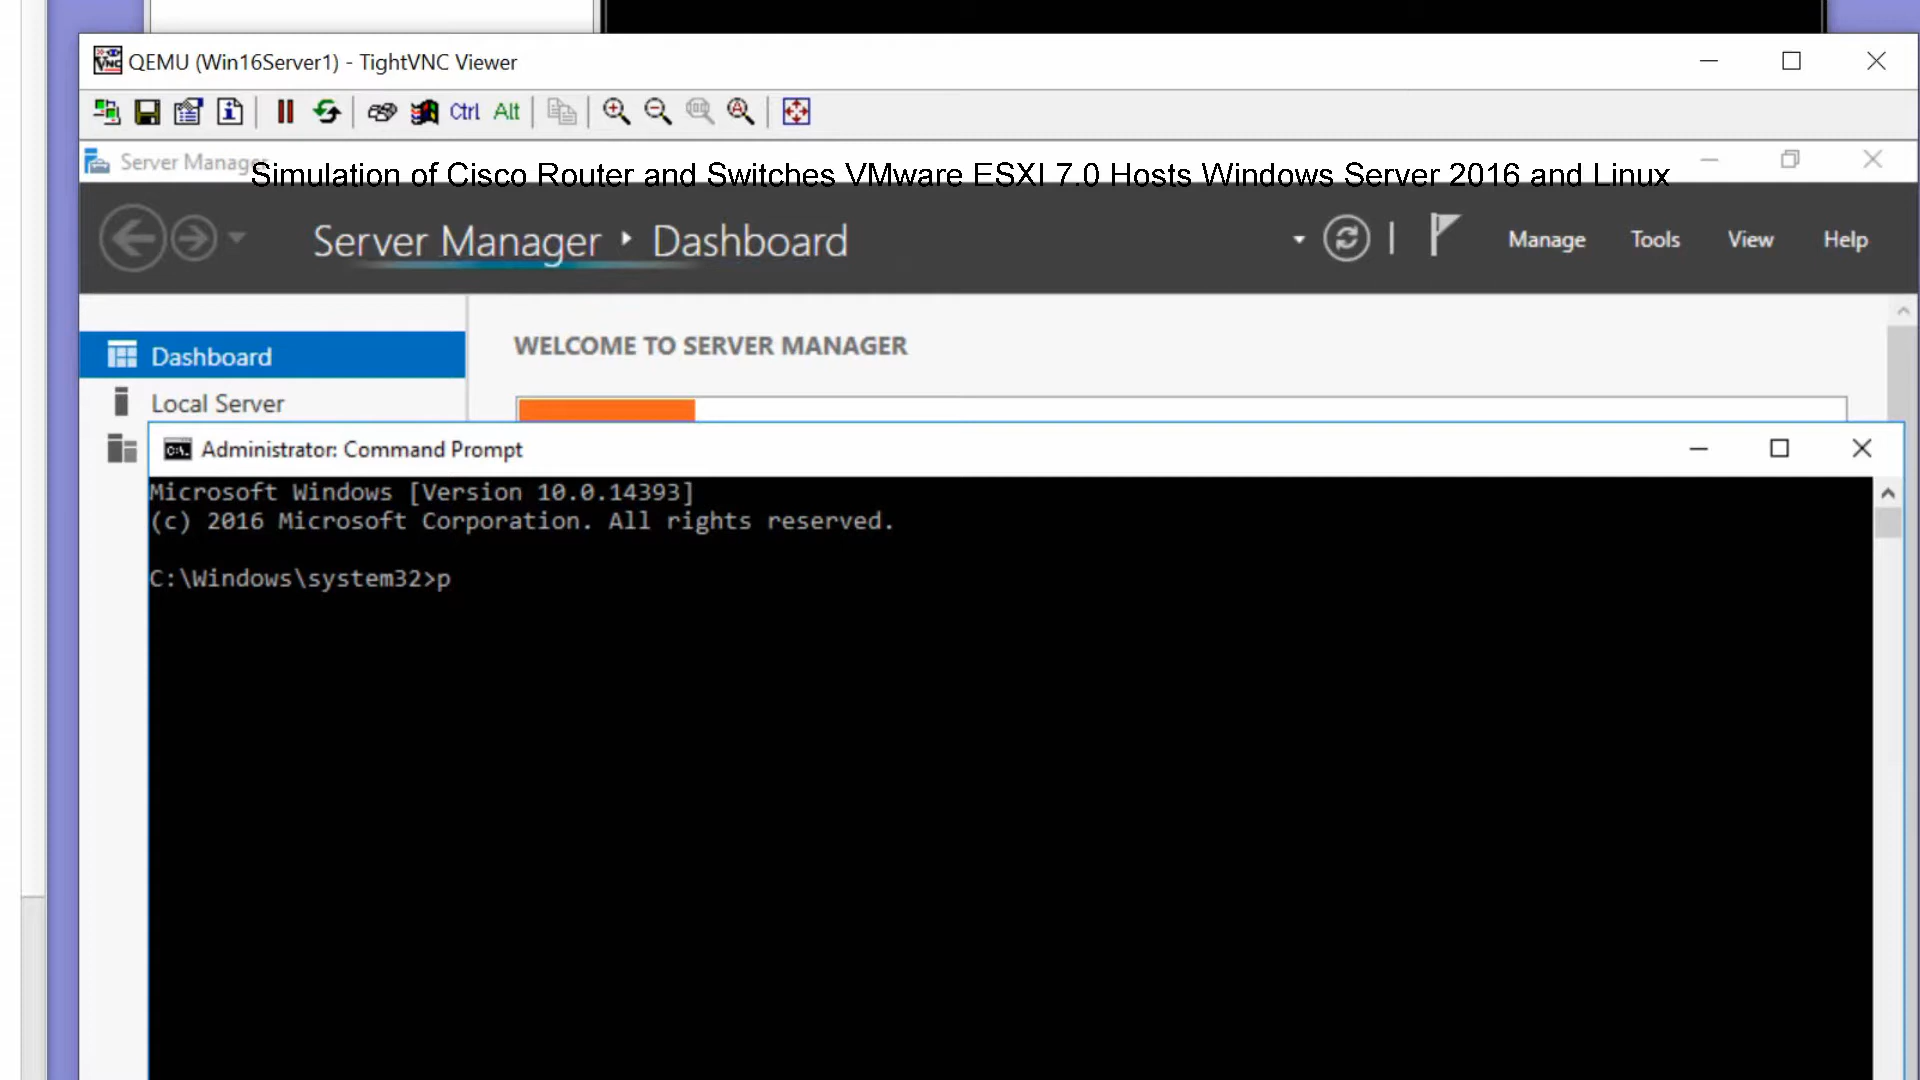 QEMU (Win16Server1) - TightVNC Viewer
Ctrl Alt
Server Manager
Simulation of Cisco Router and Switches VMware ESXI 7.0 Hosts Windows Server 2016 and Linux
Server Manager Dashboard
Manage Tools View Help
Dashboard
WELCOME TO SERVER MANAGER
Local Server
Administrator: Command Prompt
Microsoft Windows [Version 10.0.14393]
(c) 2016 Microsoft Corporation. All rights reserved.
C:\Windows\system32>p